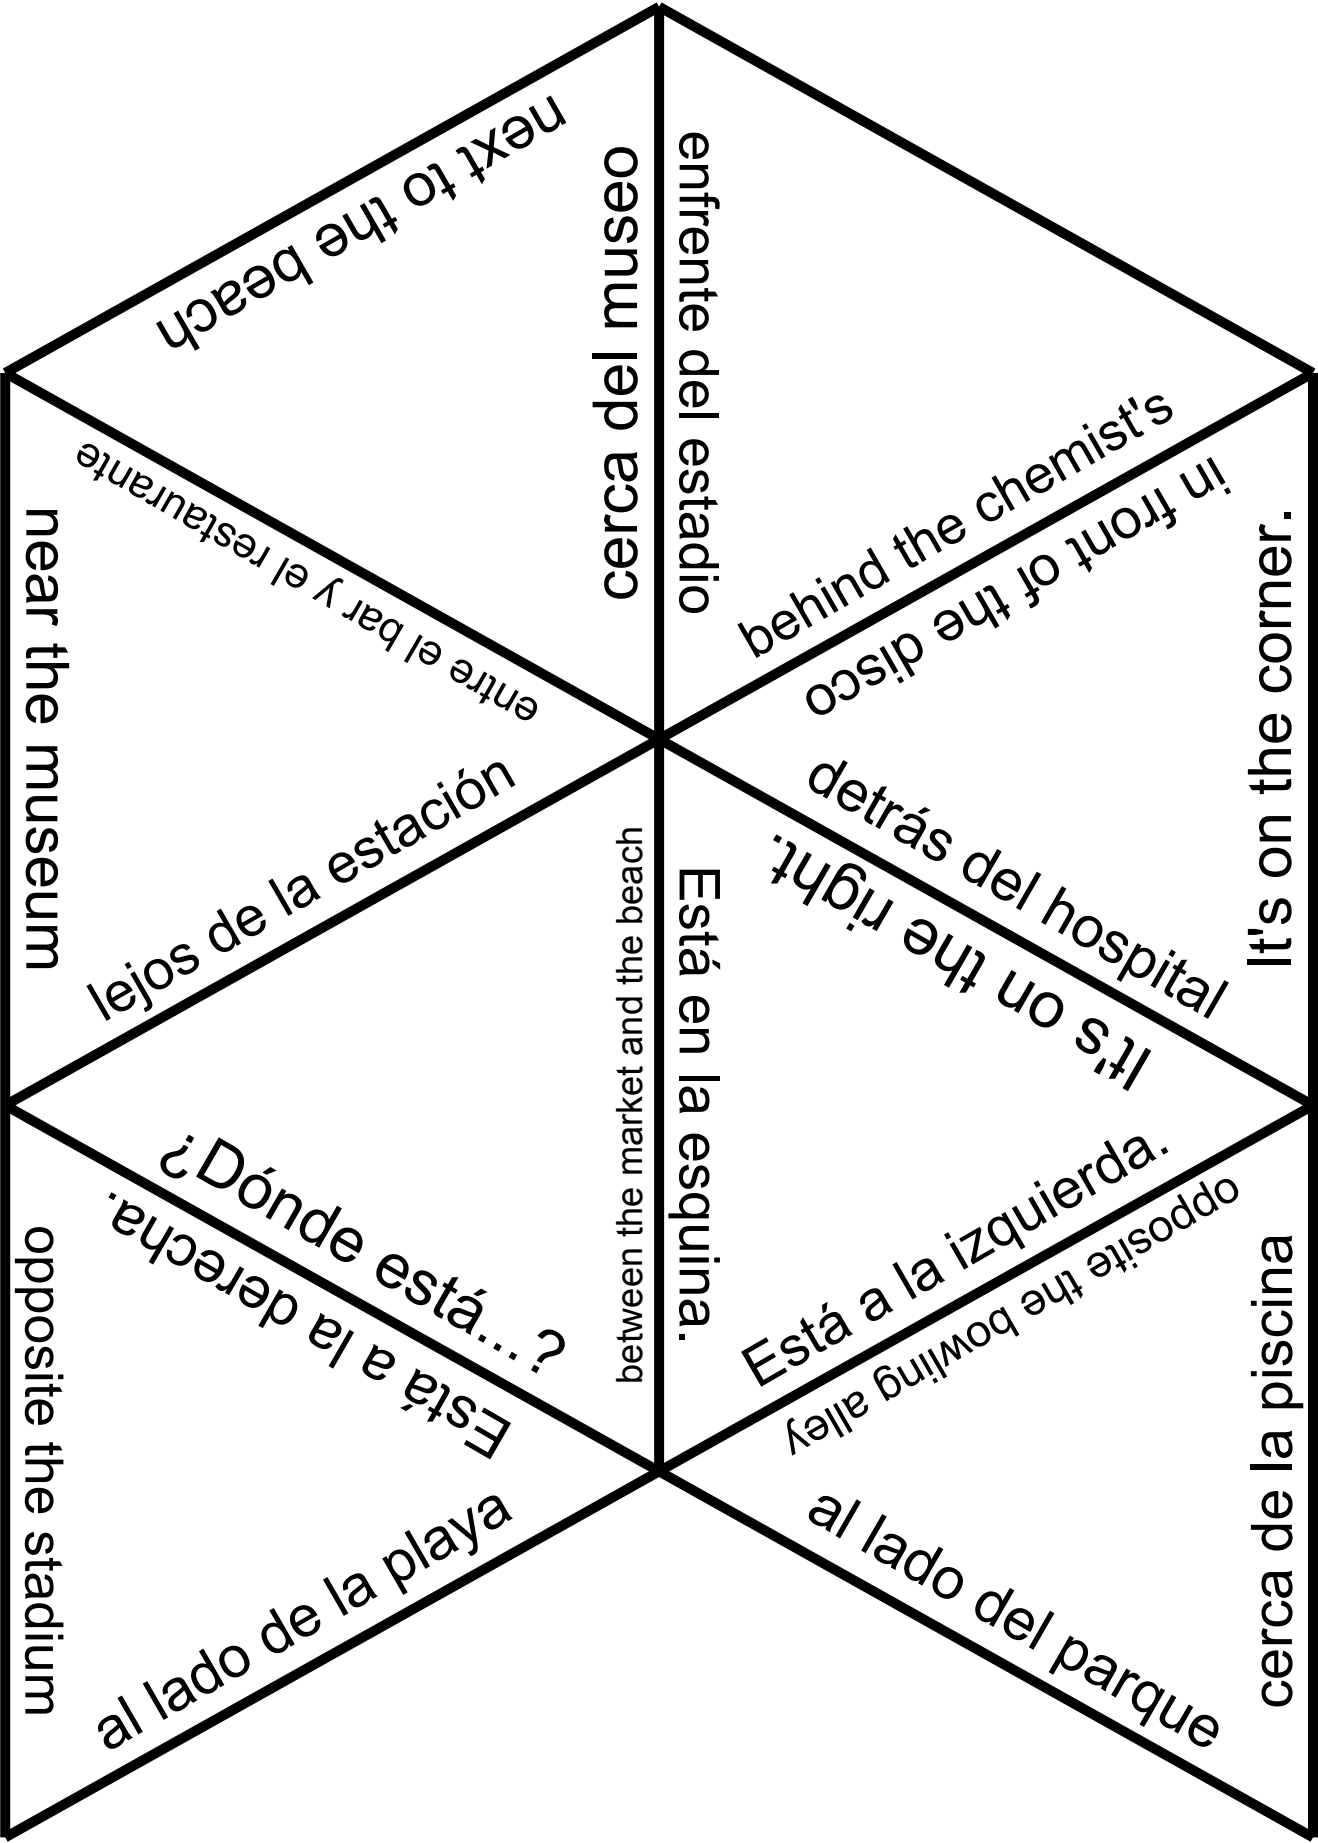 next to the beach
cerca del museo
enfrente del estadio
behind the chemist's
entre el bar y el restaurante
near the museum
lejos de la estación
in front of the disco
It's on the corner.
detrás del hospital
It's on the right.
between the market and the beach
Está en la esquina.
¿Dónde está...?
Está a la izquierda.
Está a la derecha.
opposite the stadium
al lado de la playa
opposite the bowling alley
cerca de la piscina
al lado del parque